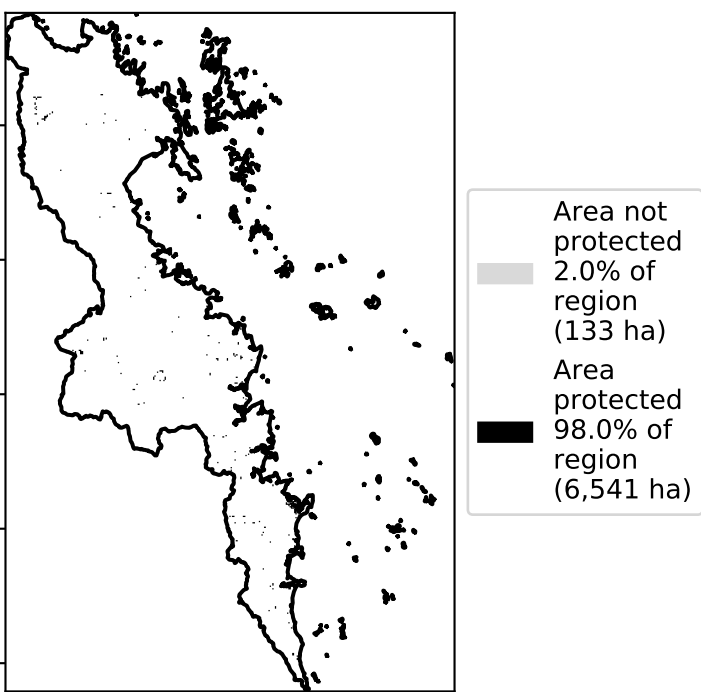 Area not
protected
2.0% of
region
(133 ha)
Area
protected
98.0% of
region
(6,541 ha)